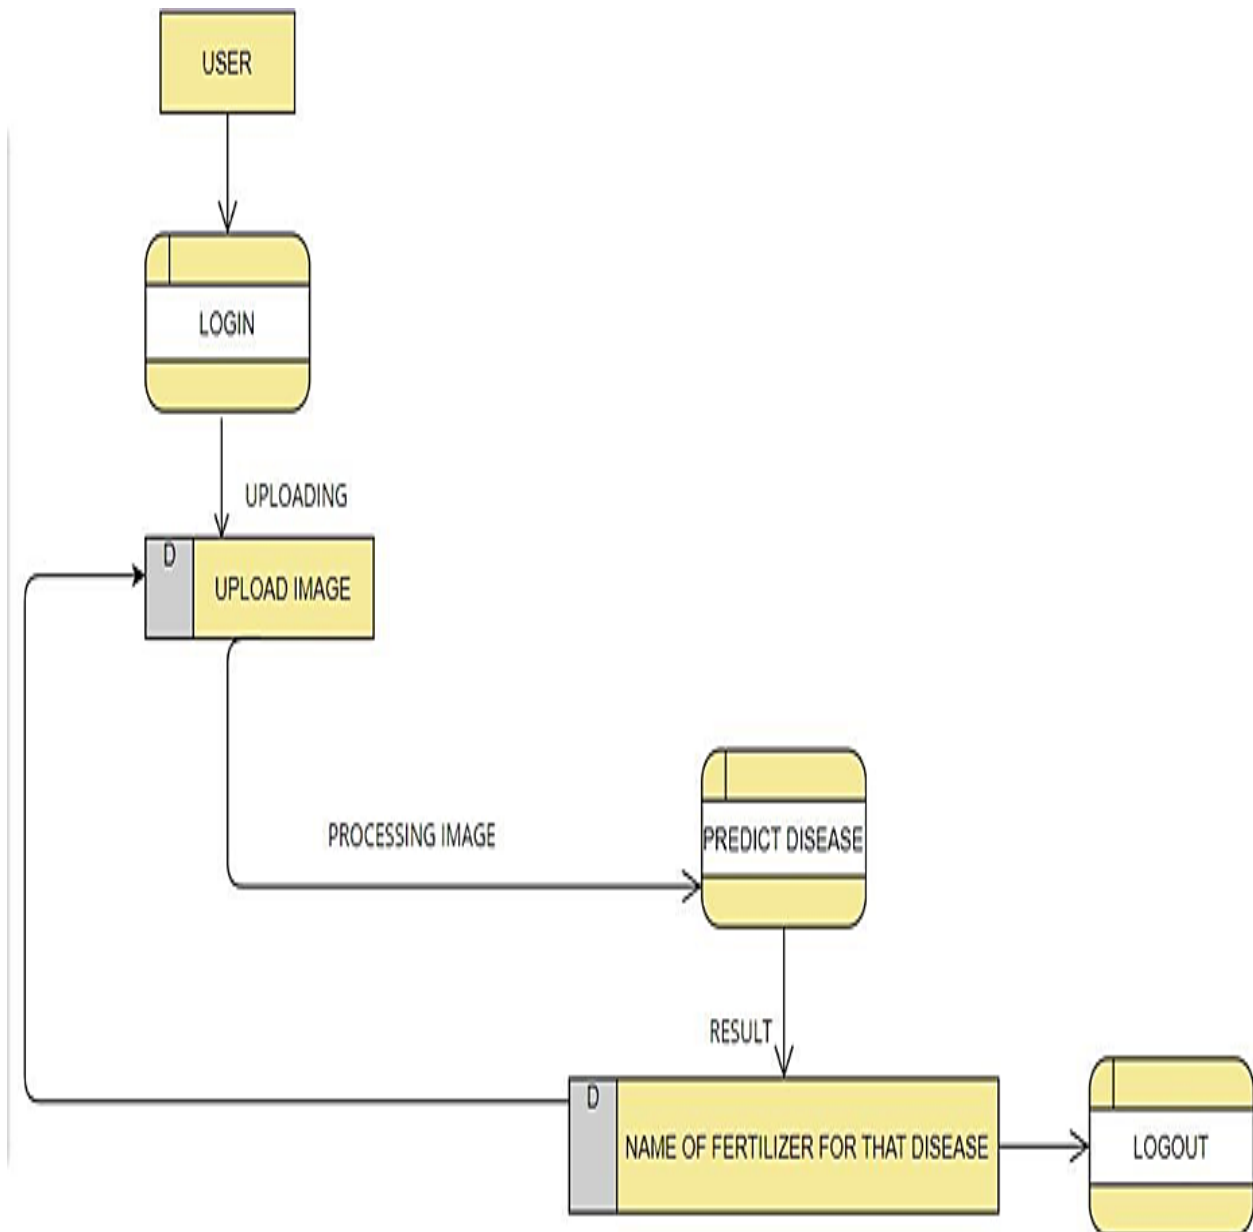 USER
LOGIN
UPLOADING
D
UPLOAD IMAGE
PROCESSING IMAGE
PREDICT DISEASE
RESULT
D
NAME OF FERTILIZER FOR THAT DISEASE
LOGOUT